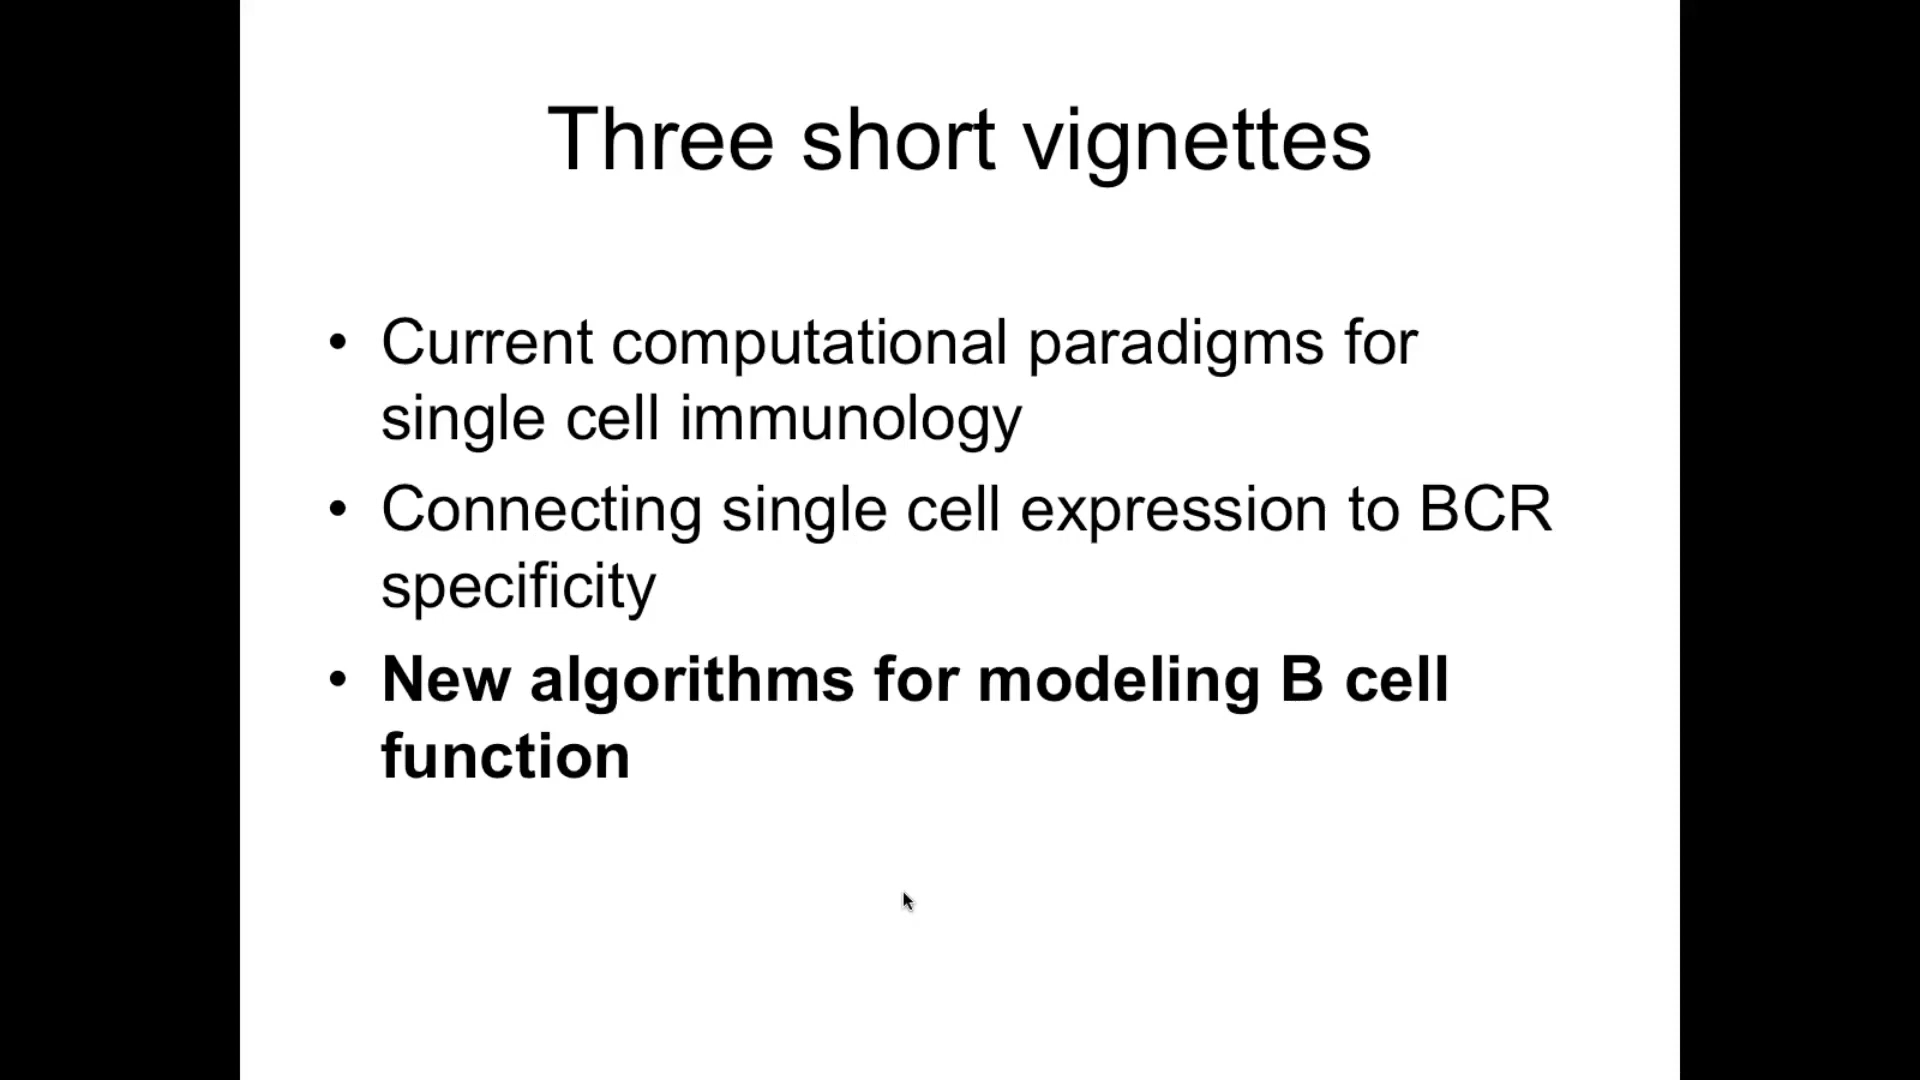 Three short vignettes
• Current computational paradigms for
single cell immunology
• Connecting single cell expression to BCR
specificity
• New algorithms for modeling B cell
function